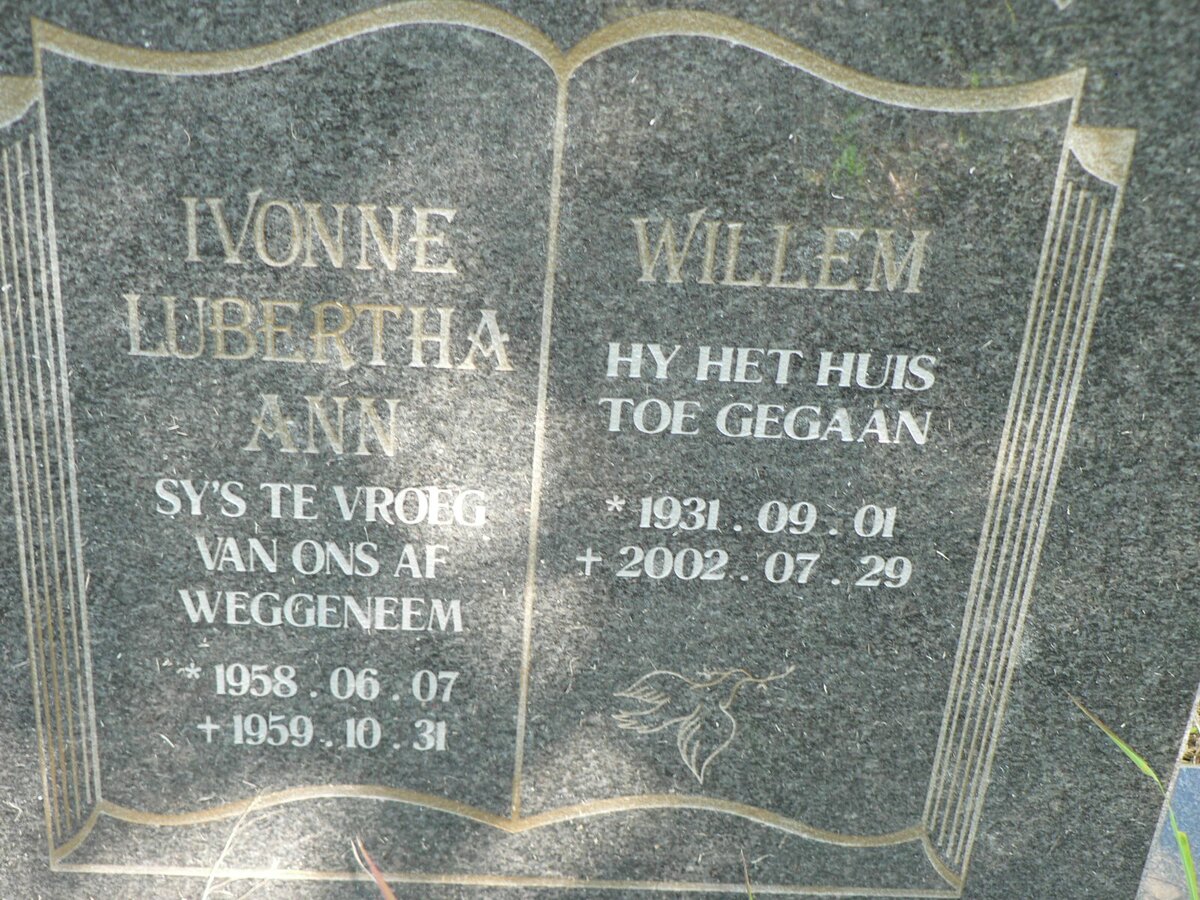 IVONNE
LUBERTHA
ANN
SY'S TE VROEG
VAN ONS AF
WEGGENEEM
* 1958 . 06 . 07
+ 1959 . 10 . 31
WILLEM
HY HET HUIS
TOE GEGAAN
* 1931 . 09 . 01
+ 2002 . 07 . 29